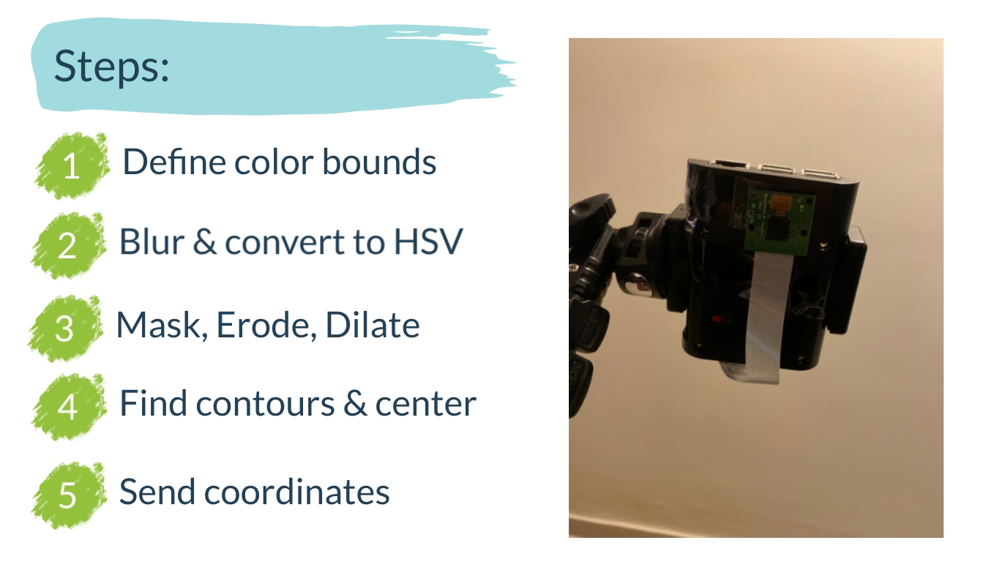 Steps:
1 Define color bounds
2 Blur & convert to HSV
3 Mask, Erode, Dilate
4 Find contours & center
5 Send coordinates